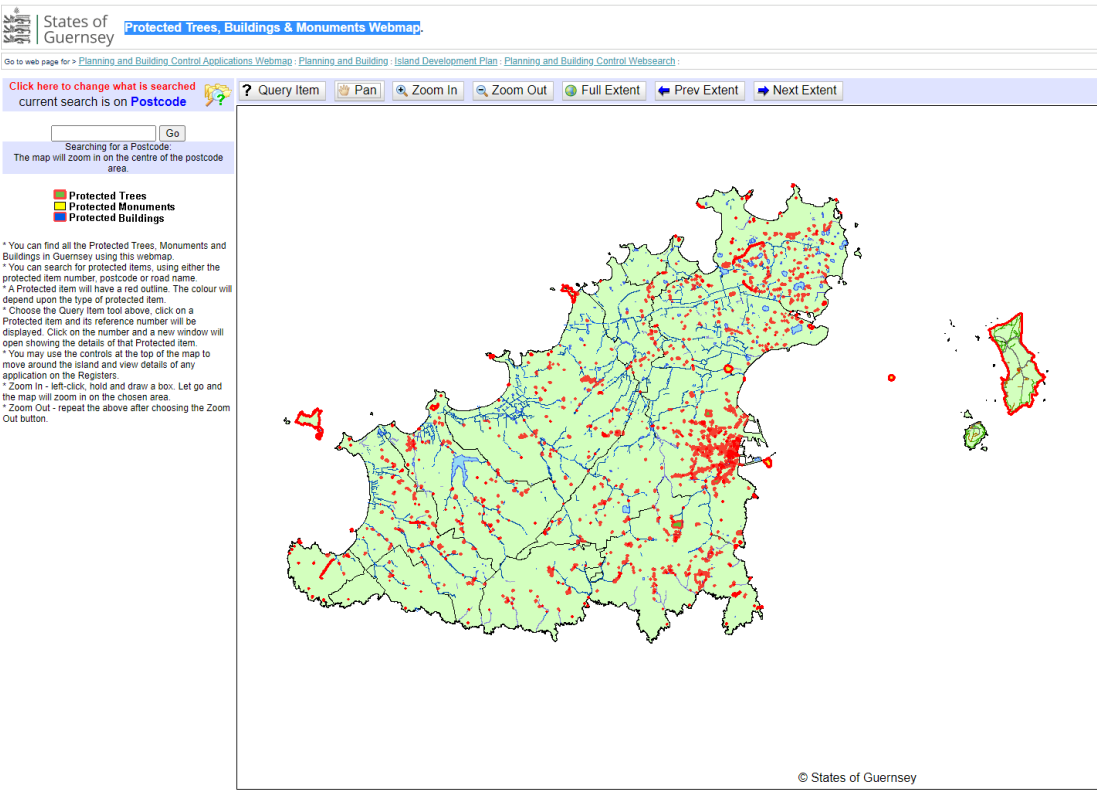 States of
Guernsey
Protected Trees, Buildings & Monuments Webmap.
Go to web page for > Planning and Building Control Applications Webmap : Planning and Building : Island Development Plan : Planning and Building Control Websearch :
Click here to change what is searched
current search is on Postcode
? Query Item
Pan
Zoom In
Zoom Out
Full Extent
Prev Extent
Next Extent
Go
Searching for a Postcode:
The map will zoom in on the centre of the postcode
area.
Protected Trees
Protected Monuments
Protected Buildings
* You can find all the Protected Trees, Monuments and
Buildings in Guernsey using this webmap.
* You can search for protected items, using either the
protected item number, postcode or road name.
* A Protected item will have a red outline. The colour will
depend upon the type of protected item.
* Choose the Query Item tool above, click on a
Protected item and its reference number will be
displayed. Click on the number and a new window will
open showing the details of that Protected item.
* You may use the controls at the top of the map to
move around the island and view details of any
application on the Registers.
* Zoom In - left-click, hold and draw a box. Let go and
the map will zoom in on the chosen area.
* Zoom Out - repeat the above after choosing the Zoom
Out button.
© States of Guernsey